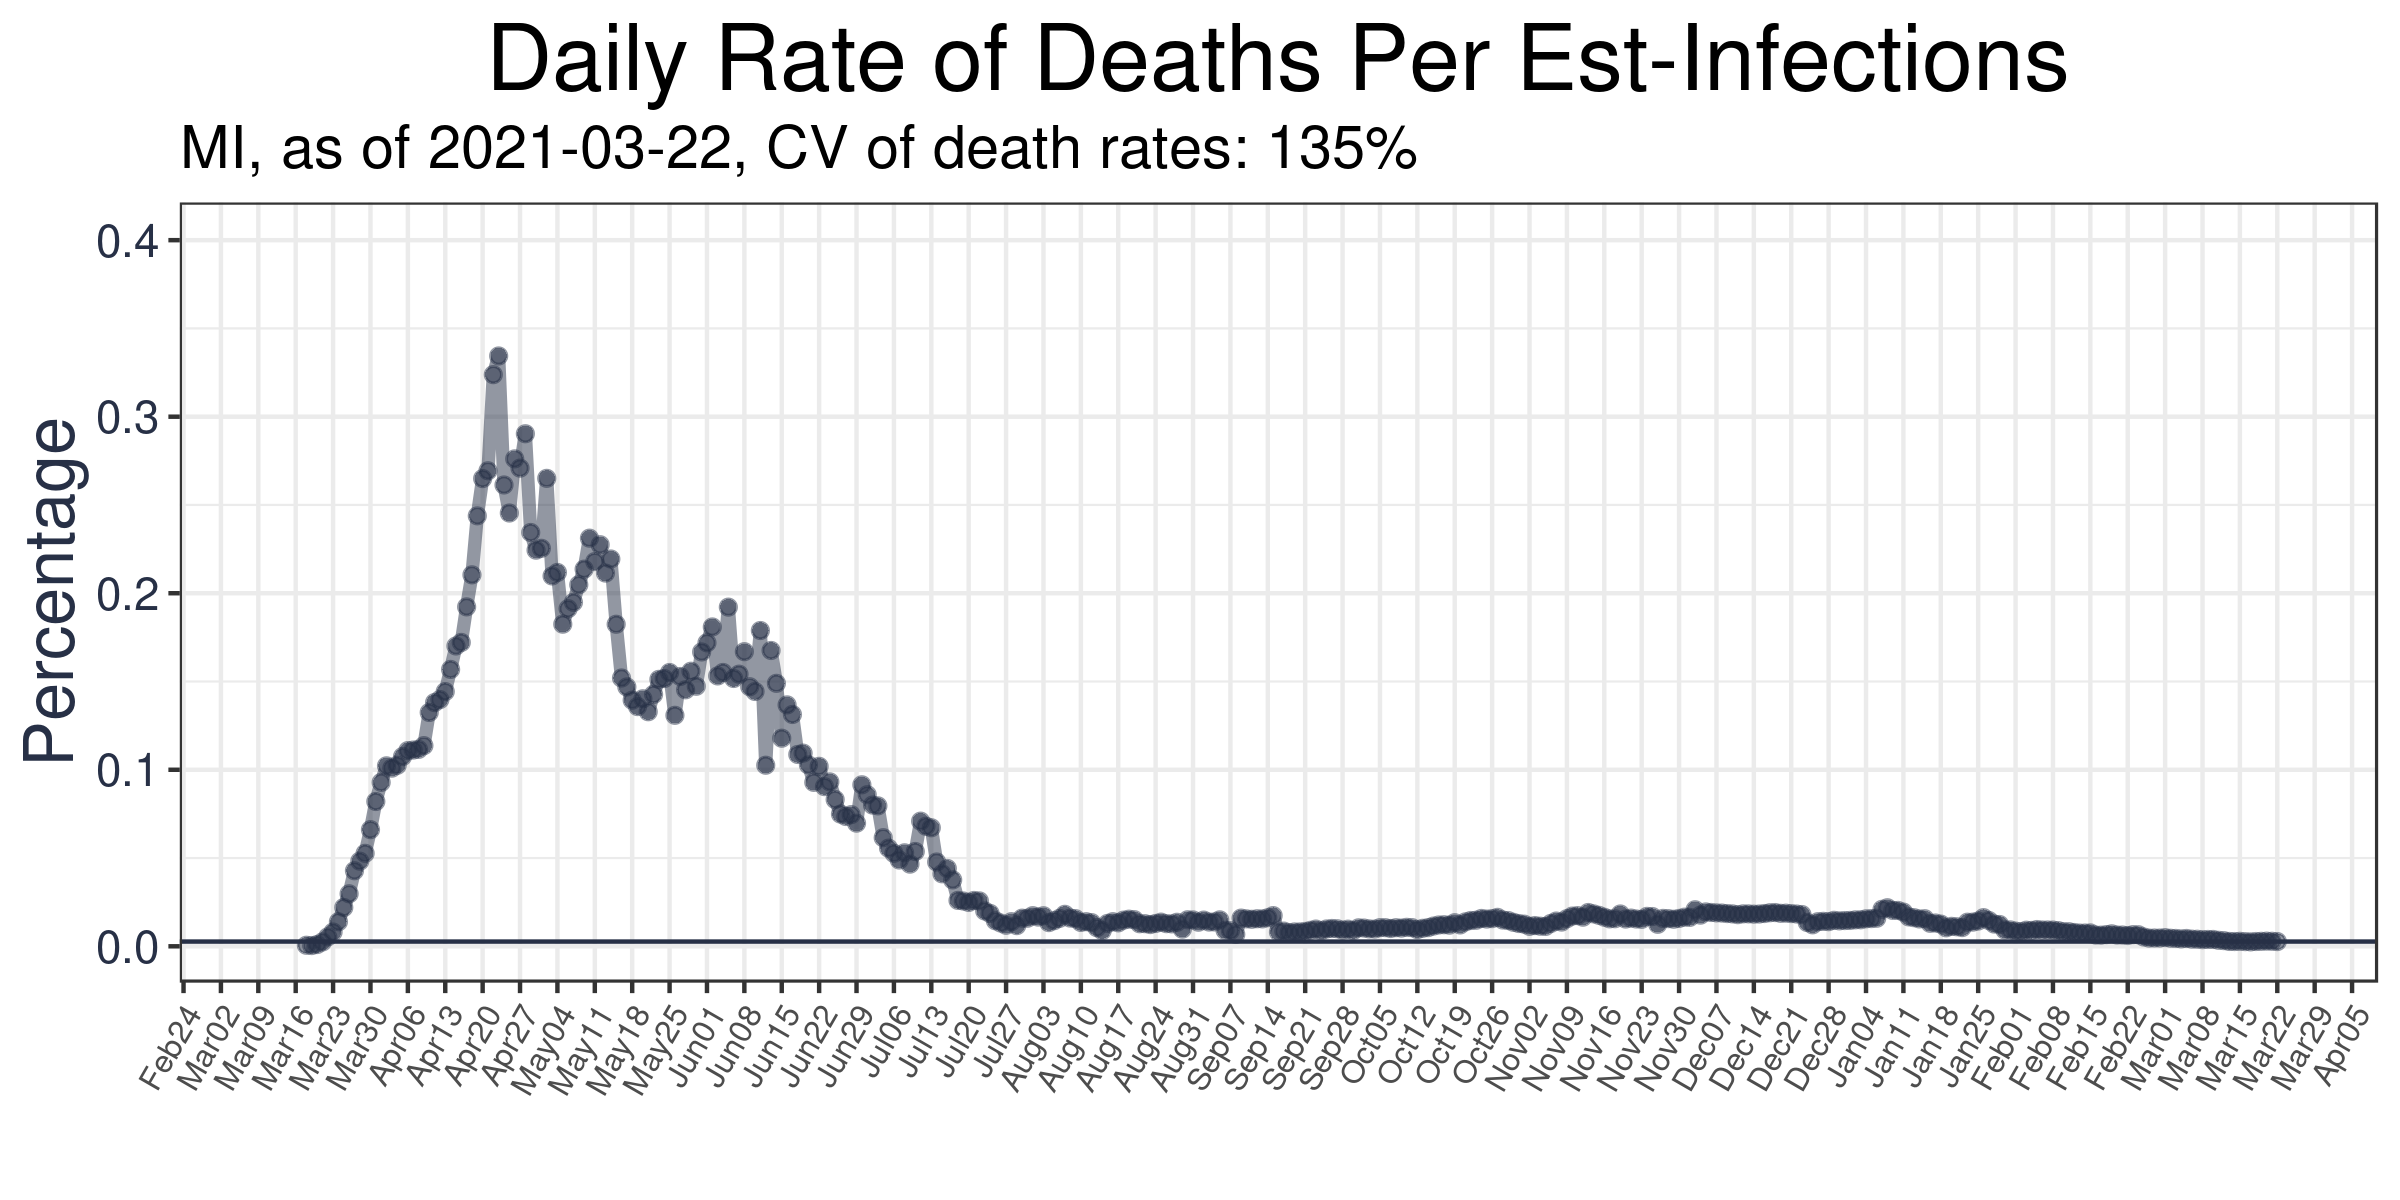 Daily Rate of Deaths Per Est-Infections
MI, as of 2021-03-22, CV of death rates: 135%
Percentage
0.4
0.3
0.2
0.1
0.0
Feb24
Mar02
Mar09
Mar16
Mar23
Mar30
Apr06
Apr13
Apr20
Apr27
May04
May11
May18
May25
Jun01
Jun08
Jun15
Jun22
Jun29
Jul06
Jul13
Jul20
Jul27
Aug03
Aug10
Aug17
Aug24
Aug31
Sep07
Sep14
Sep21
Sep28
Oct05
Oct12
Oct19
Oct26
Nov02
Nov09
Nov16
Nov23
Nov30
Dec07
Dec14
Dec21
Dec28
Jan04
Jan11
Jan18
Jan25
Feb01
Feb08
Feb15
Feb22
Mar01
Mar08
Mar15
Mar22
Mar29
Apr05